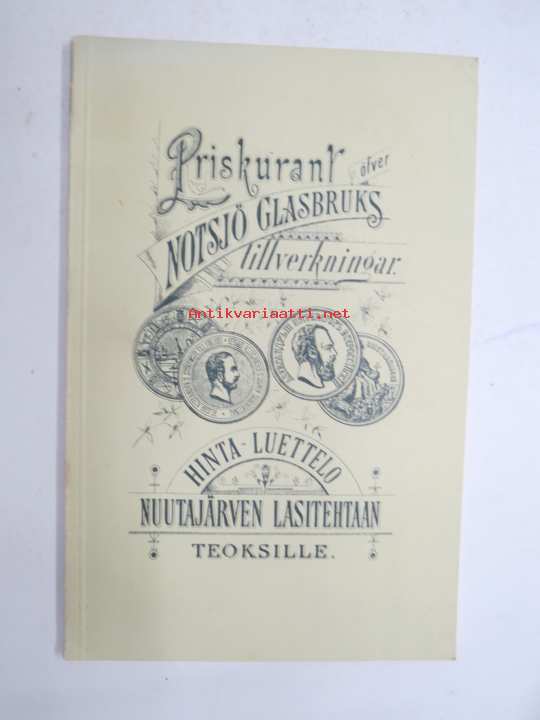 Priskurant öfver
NOTSJÖ GLASBRUKS
tillverkningar.
Antikvariaatti.net
HINTA-LUETTELO
NUUTAJÄRVEN LASITEHTAAN
TEOKSILLE.